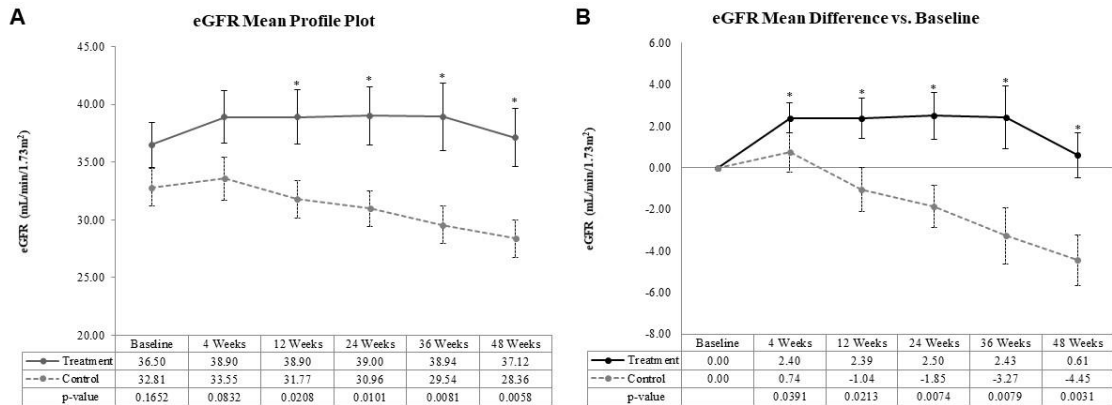 A
eGFR Mean Profile Plot
45.00
40.00
35.00
30.00
25.00
20.00
eGFR (mL/min/1.73m²)
* * * *
Baseline 4 Weeks 12 Weeks 24 Weeks 36 Weeks 48 Weeks
Treatment 36.50 38.90 38.90 39.00 38.94 37.12
Control 32.81 33.55 31.77 30.96 29.54 28.36
p-value 0.1652 0.0832 0.0208 0.0101 0.0081 0.0058
B
eGFR Mean Difference vs. Baseline
6.00
4.00
2.00
0.00
-2.00
-4.00
-6.00
-8.00
eGFR (mL/min/1.73m²)
* * * * *
Baseline 4 Weeks 12 Weeks 24 Weeks 36 Weeks 48 Weeks
Treatment 0.00 2.40 2.39 2.50 2.43 0.61
Control 0.00 0.74 -1.04 -1.85 -3.27 -4.45
p-value 0.0391 0.0213 0.0074 0.0079 0.0031